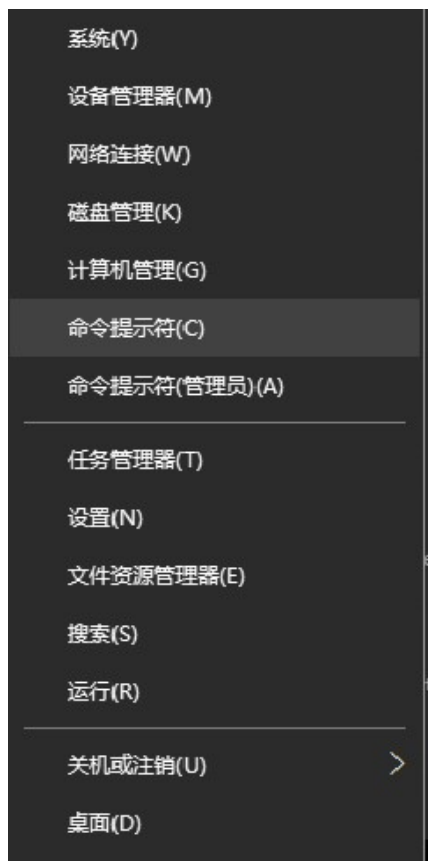 系统(Y)
设备管理器(M)
网络连接(W)
磁盘管理(K)
计算机管理(G)
命令提示符(C)
命令提示符(管理员)(A)
任务管理器(T)
设置(N)
文件资源管理器(E)
搜索(S)
运行(R)
关机或注销(U)
桌面(D)